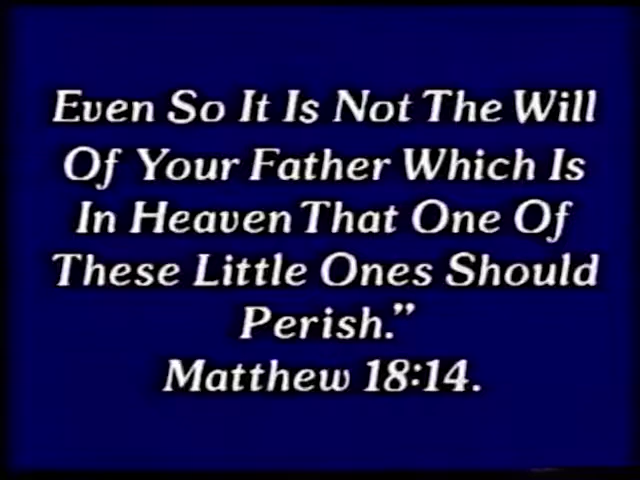 Even So It Is Not The Will
Of Your Father Which Is
In Heaven That One Of
These Little Ones Should
Perish.”
Matthew 18:14.